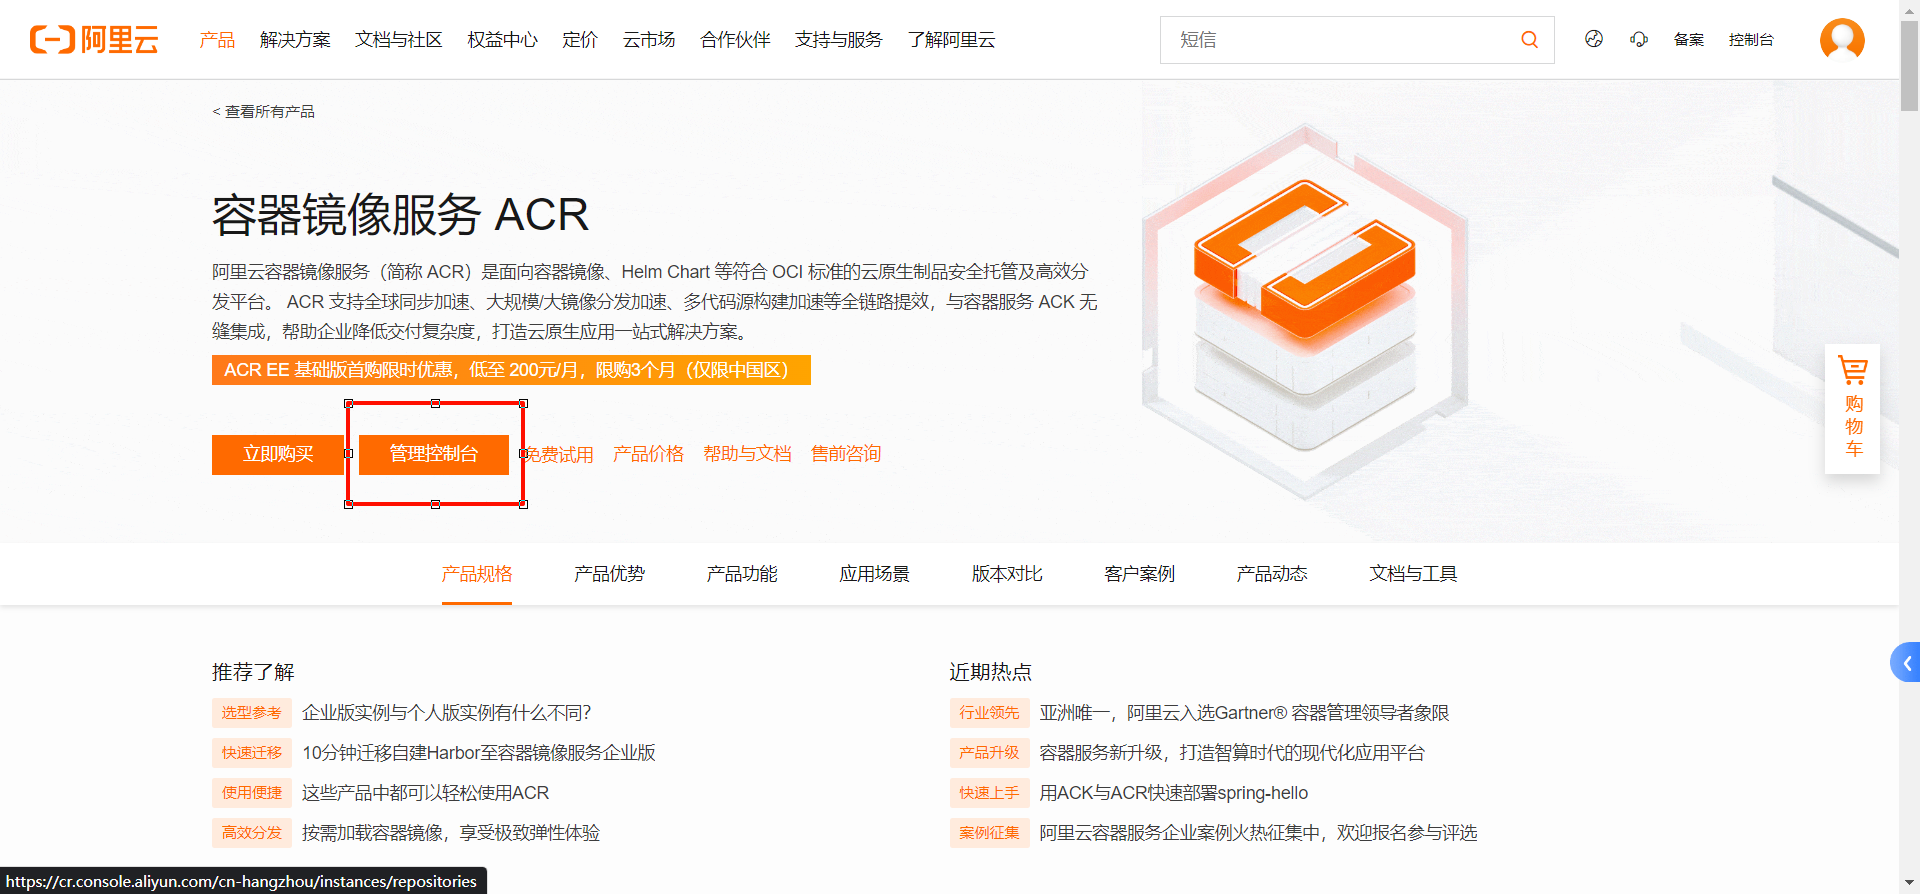 阿里云
产品 解决方案 文档与社区 权益中心 定价 云市场 合作伙伴 支持与服务 了解阿里云
短信
备案 控制台
< 查看所有产品
容器镜像服务 ACR
阿里云容器镜像服务（简称 ACR）是面向容器镜像、Helm Chart 等符合 OCI 标准的云原生制品安全托管及高效分
发平台。 ACR 支持全球同步加速、大规模/大镜像分发加速、多代码源构建加速等全链路提效，与容器服务 ACK 无
缝集成，帮助企业降低交付复杂度，打造云原生应用一站式解决方案。
ACR EE 基础版首购限时优惠，低至 200元/月，限购3个月（仅限中国区）
立即购买 管理控制台 免费试用 产品价格 帮助与文档 售前咨询
购
物
车
产品规格 产品优势 产品功能 应用场景 版本对比 客户案例 产品动态 文档与工具
推荐了解
选型参考 企业版实例与个人版实例有什么不同?
快速迁移 10分钟迁移自建Harbor至容器镜像服务企业版
使用便捷 这些产品中都可以轻松使用ACR
高效分发 按需加载容器镜像，享受极致弹性体验
近期热点
行业领先 亚洲唯一，阿里云入选Gartner® 容器管理领导者象限
产品升级 容器服务新升级，打造智算时代的现代化应用平台
快速上手 用ACK与ACR快速部署spring-hello
案例征集 阿里云容器服务企业案例火热征集中，欢迎报名参与评选
https://cr.console.aliyun.com/cn-hangzhou/instances/repositories